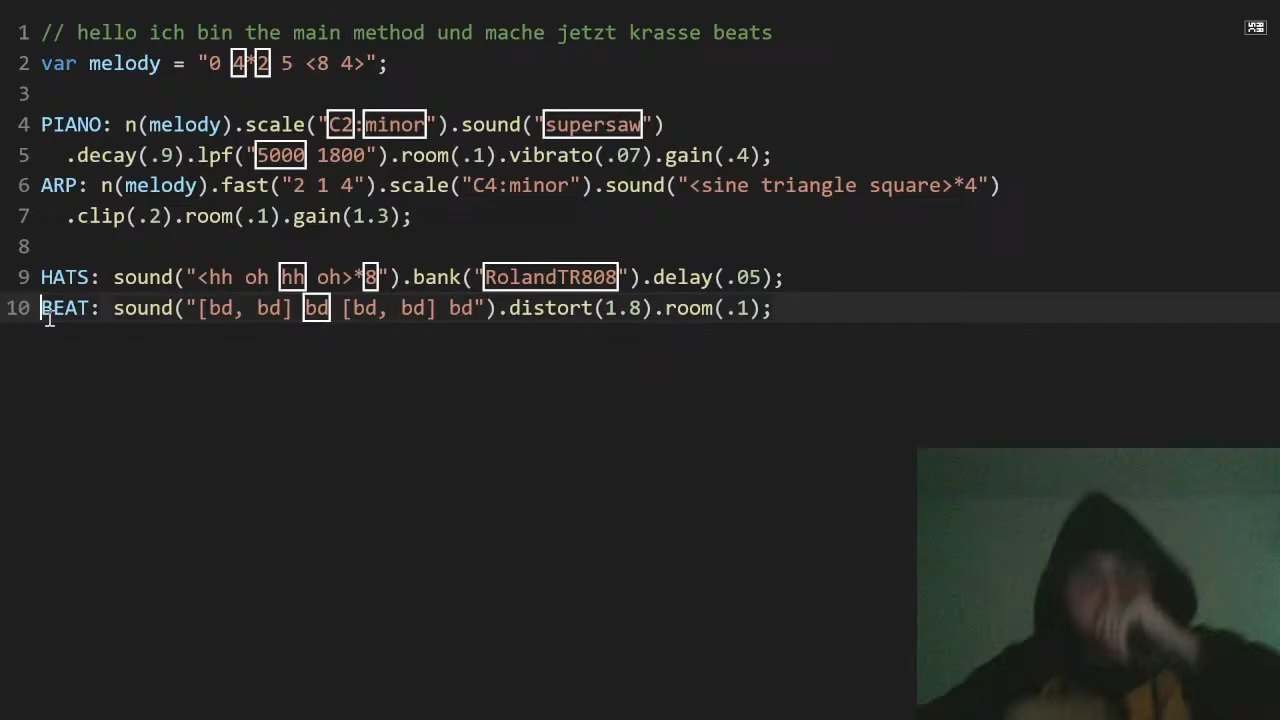 1 // hello ich bin the main method und mache jetzt krasse beats
2 var melody = "0 4*2 5 <8 4>";
3
4 PIANO: n(melody).scale("C2:minor").sound("supersaw")
5   .decay(.9).lpf("5000 1800").room(.1).vibrato(.07).gain(.4);
6 ARP: n(melody).fast("2 1 4").scale("C4:minor").sound("<sine triangle square>*4")
7   .clip(.2).room(.1).gain(1.3);
8
9 HATS: sound("<hh oh hh oh>*8").bank("RolandTR808").delay(.05);
10 BEAT: sound("[bd, bd] bd [bd, bd] bd").distort(1.8).room(.1);